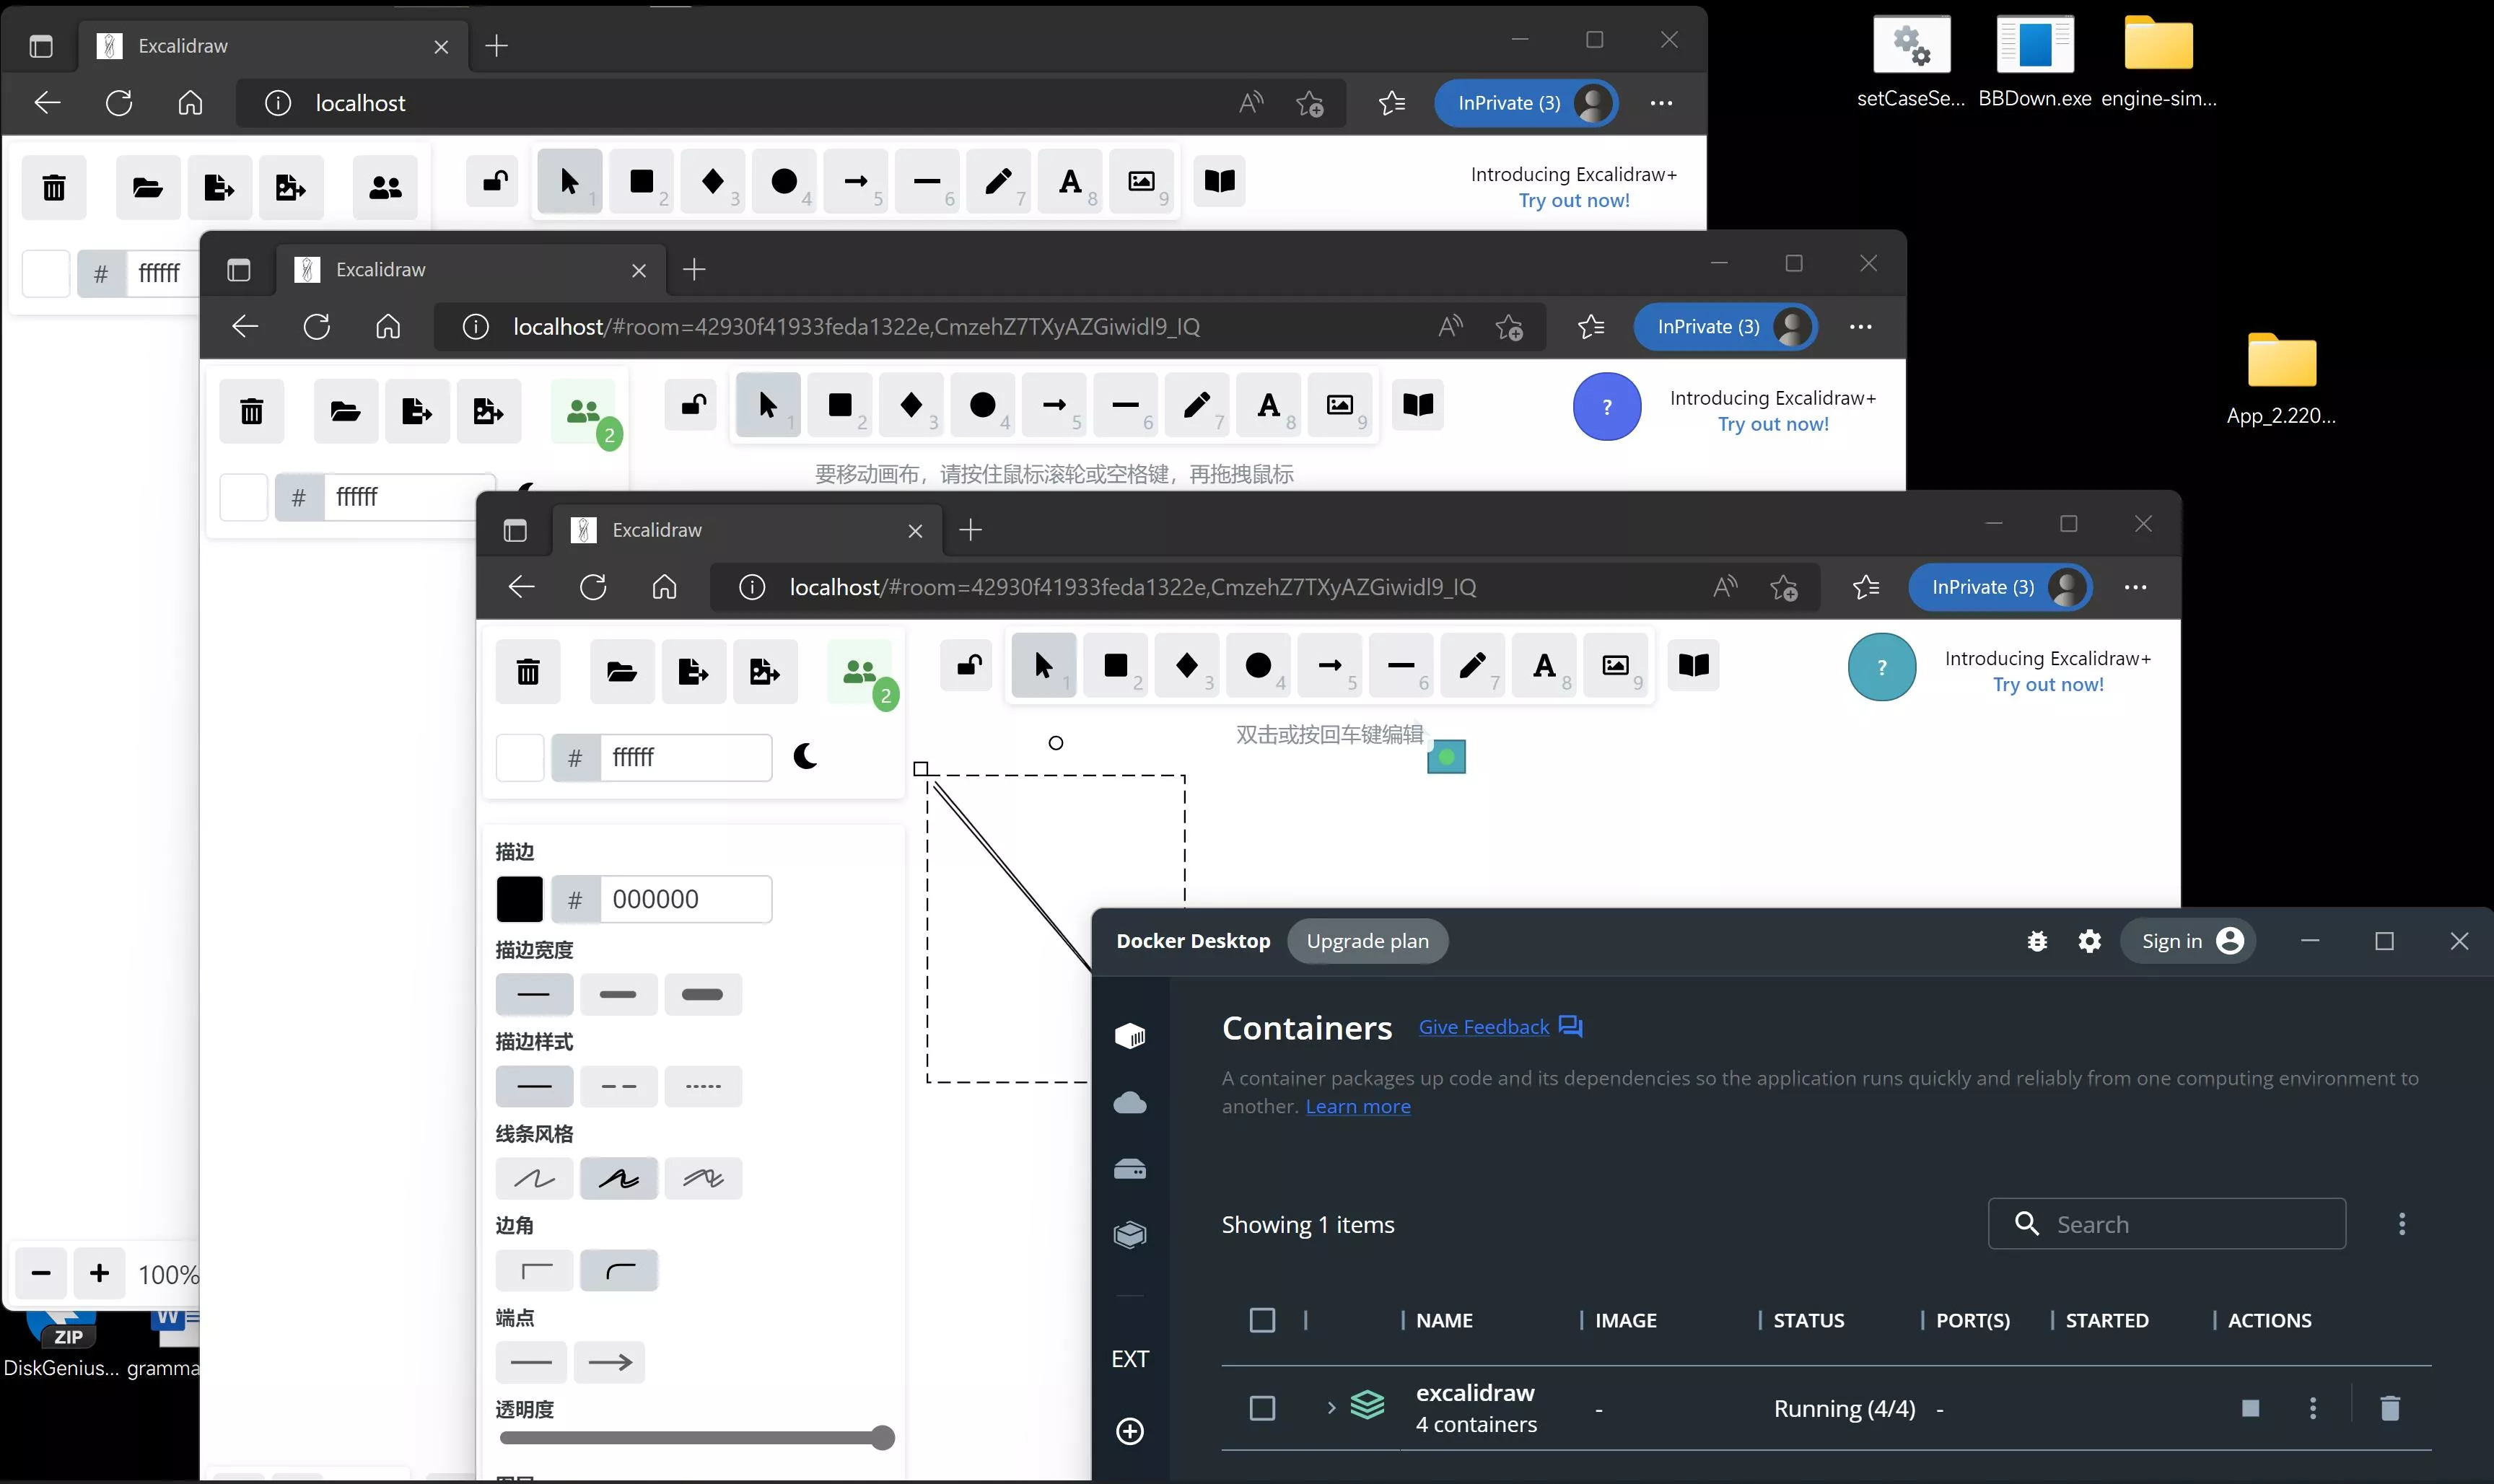 Excalidraw
localhost
InPrivate (3)
1
2
3
4
5
6
7
8
9
Introducing Excalidraw+
Try out now!
# ffffff
setCaseSe...
BBDown.exe
engine-sim...
App_2.220...
Excalidraw
localhost/#room=42930f41933feda1322e,CmzehZ7TXyAZGiwidl9_IQ
InPrivate (3)
2
1
2
3
4
5
6
7
8
9
?
Introducing Excalidraw+
Try out now!
要移动画布，请按住鼠标滚轮或空格键，再拖拽鼠标
# ffffff
Excalidraw
localhost/#room=42930f41933feda1322e,CmzehZ7TXyAZGiwidl9_IQ
InPrivate (3)
2
1
2
3
4
5
6
7
8
9
?
Introducing Excalidraw+
Try out now!
双击或按回车键编辑
# ffffff
描边
# 000000
描边宽度
描边样式
线条风格
边角
端点
透明度
100%
ZIP
DiskGenius...
W
gramma
Docker Desktop
Upgrade plan
Sign in
Containers
Give Feedback
A container packages up code and its dependencies so the application runs quickly and reliably from one computing environment to
another. Learn more
Showing 1 items
Search
NAME
IMAGE
STATUS
PORT(S)
STARTED
ACTIONS
EXT
excalidraw
4 containers
-
Running (4/4)
-